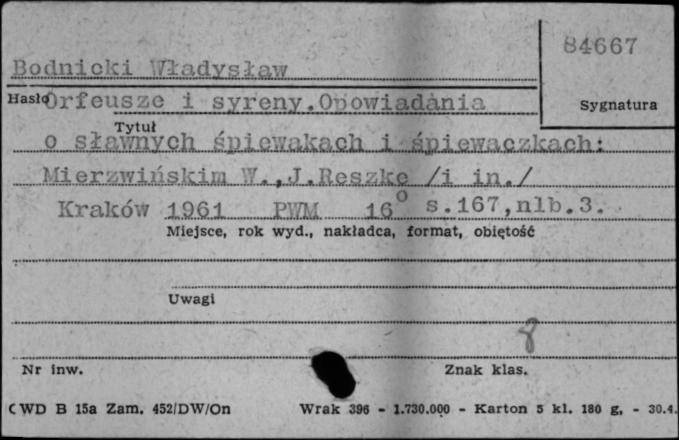 84667
Bodnicki Władysław
Hasło Orfeusze i syreny. Opowiadania
Sygnatura
Tytuł
o sławnych śpiewakach i śpiewaczkach:
Mierzwińskim W., J. Reszke /i in./
Kraków 1961 PWM 16° s.167, nlb. 3.
Miejsce, rok wyd., nakładca, format, objętość
Uwagi
Nr inw.
Znak klas.
CWD B 15a Zam. 452/DW/On Wrak 396 - 1.730.000 - Karton 5 kl. 180 g, - 30.4.